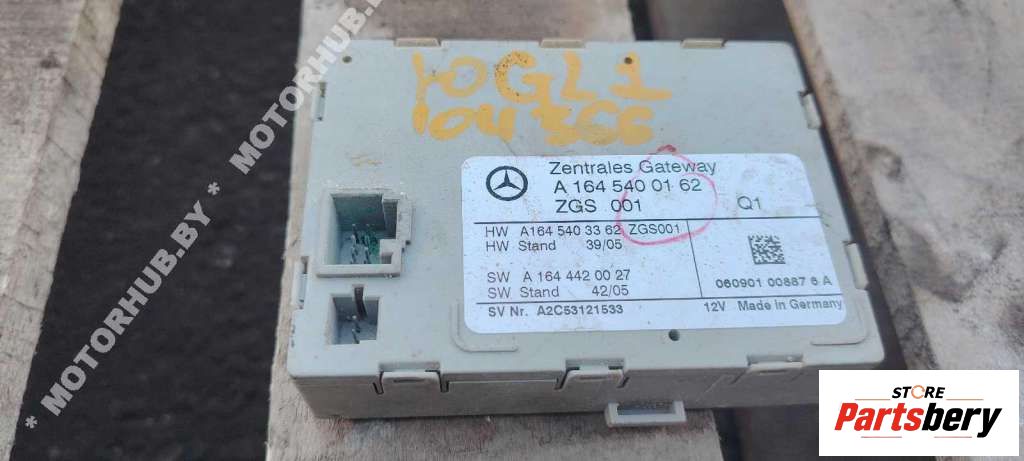 * MOTORHUB.BY * MOTORHUB.BY
10GL1
104366
Zentrales Gateway
A 164 540 01 62
ZGS 001 Q1
HW A164 540 33 62 ZGS001
HW Stand 39/05
SW A 164 442 00 27
SW Stand 42/05
060901 00887 6 A
SV Nr. A2C53121533 12V Made in Germany
STORE
Partsbery